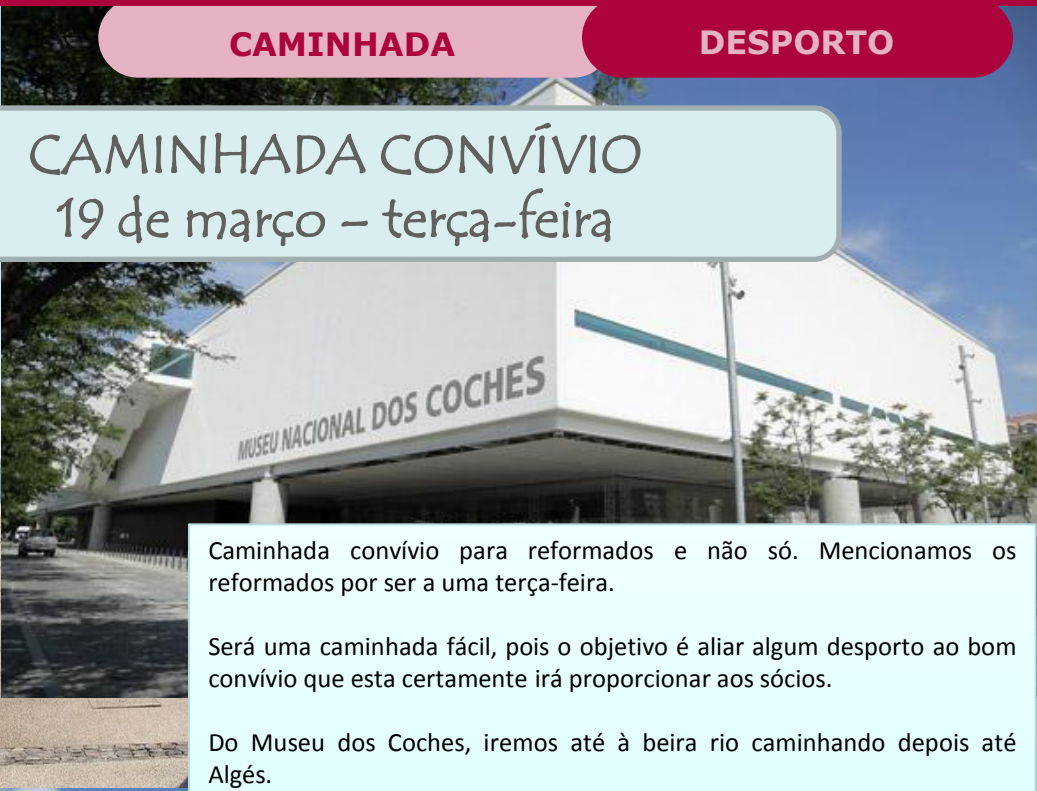 CAMINHADA
DESPORTO
CAMINHADA CONVÍVIO
19 de março – terça-feira
MUSEU NACIONAL DOS COCHES
Caminhada convívio para reformados e não só. Mencionamos os
reformados por ser a uma terça-feira.
Será uma caminhada fácil, pois o objetivo é aliar algum desporto ao bom
convívio que esta certamente irá proporcionar aos sócios.
Do Museu dos Coches, iremos até à beira rio caminhando depois até
Algés.